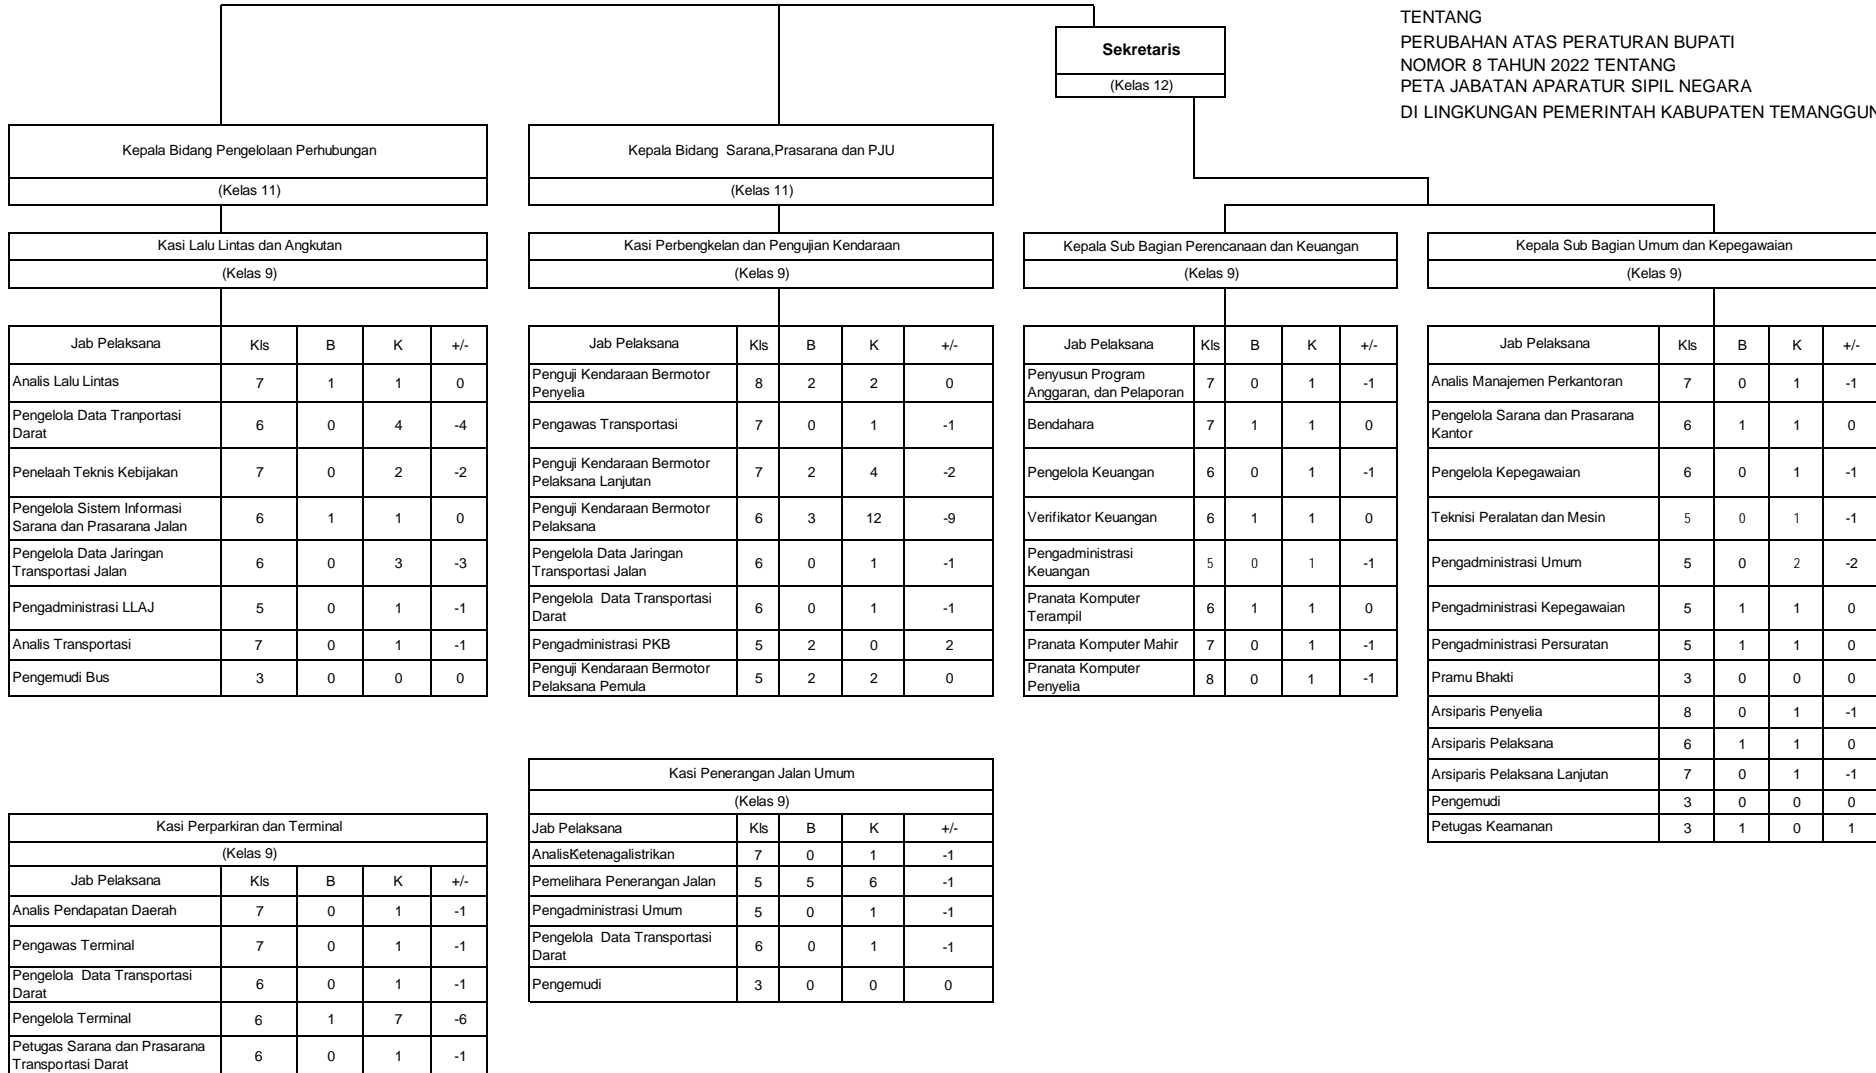 TENTANG
PERUBAHAN ATAS PERATURAN BUPATI
NOMOR 8 TAHUN 2022 TENTANG
PETA JABATAN APARATUR SIPIL NEGARA
DI LINGKUNGAN PEMERINTAH KABUPATEN TEMANGGUN
Sekretaris
(Kelas 12)
Kepala Bidang Pengelolaan Perhubungan
(Kelas 11)
Kepala Bidang Sarana,Prasarana dan PJU
(Kelas 11)
Kasi Lalu Lintas dan Angkutan
(Kelas 9)
Jab Pelaksana Kls B K +/-
Analis Lalu Lintas 7 1 1 0
Pengelola Data Tranportasi
Darat 6 0 4 -4
Penelaah Teknis Kebijakan 7 0 2 -2
Pengelola Sistem Informasi
Sarana dan Prasarana Jalan 6 1 1 0
Pengelola Data Jaringan
Transportasi Jalan 6 0 3 -3
Pengadministrasi LLAJ 5 0 1 -1
Analis Transportasi 7 0 1 -1
Pengemudi Bus 3 0 0 0
Kasi Perbengkelan dan Pengujian Kendaraan
(Kelas 9)
Jab Pelaksana Kls B K +/-
Penguji Kendaraan Bermotor
Penyelia 8 2 2 0
Pengawas Transportasi 7 0 1 -1
Penguji Kendaraan Bermotor
Pelaksana Lanjutan 7 2 4 -2
Penguji Kendaraan Bermotor
Pelaksana 6 3 12 -9
Pengelola Data Jaringan
Transportasi Jalan 6 0 1 -1
Pengelola Data Transportasi
Darat 6 0 1 -1
Pengadministrasi PKB 5 2 0 2
Penguji Kendaraan Bermotor
Pelaksana Pemula 5 2 2 0
Kepala Sub Bagian Perencanaan dan Keuangan
(Kelas 9)
Jab Pelaksana Kls B K +/-
Penyusun Program
Anggaran, dan Pelaporan 7 0 1 -1
Bendahara 7 1 1 0
Pengelola Keuangan 6 0 1 -1
Verifikator Keuangan 6 1 1 0
Pengadministrasi
Keuangan 5 0 1 -1
Pranata Komputer
Terampil 6 1 1 0
Pranata Komputer Mahir 7 0 1 -1
Pranata Komputer
Penyelia 8 0 1 -1
Kepala Sub Bagian Umum dan Kepegawaian
(Kelas 9)
Jab Pelaksana Kls B K +/-
Analis Manajemen Perkantoran 7 0 1 -1
Pengelola Sarana dan Prasarana
Kantor 6 1 1 0
Pengelola Kepegawaian 6 0 1 -1
Teknisi Peralatan dan Mesin 5 0 1 -1
Pengadministrasi Umum 5 0 2 -2
Pengadministrasi Kepegawaian 5 1 1 0
Pengadministrasi Persuratan 5 1 1 0
Pramu Bhakti 3 0 0 0
Arsiparis Penyelia 8 0 1 -1
Arsiparis Pelaksana 6 1 1 0
Arsiparis Pelaksana Lanjutan 7 0 1 -1
Pengemudi 3 0 0 0
Petugas Keamanan 3 1 0 1
Kasi Perparkiran dan Terminal
(Kelas 9)
Jab Pelaksana Kls B K +/-
Analis Pendapatan Daerah 7 0 1 -1
Pengawas Terminal 7 0 1 -1
Pengelola Data Transportasi
Darat 6 0 1 -1
Pengelola Terminal 6 1 7 -6
Petugas Sarana dan Prasarana
Transportasi Darat 6 0 1 -1
Kasi Penerangan Jalan Umum
(Kelas 9)
Jab Pelaksana Kls B K +/-
AnalisKetenagalistrikan 7 0 1 -1
Pemelihara Penerangan Jalan 5 5 6 -1
Pengadministrasi Umum 5 0 1 -1
Pengelola Data Transportasi
Darat 6 0 1 -1
Pengemudi 3 0 0 0